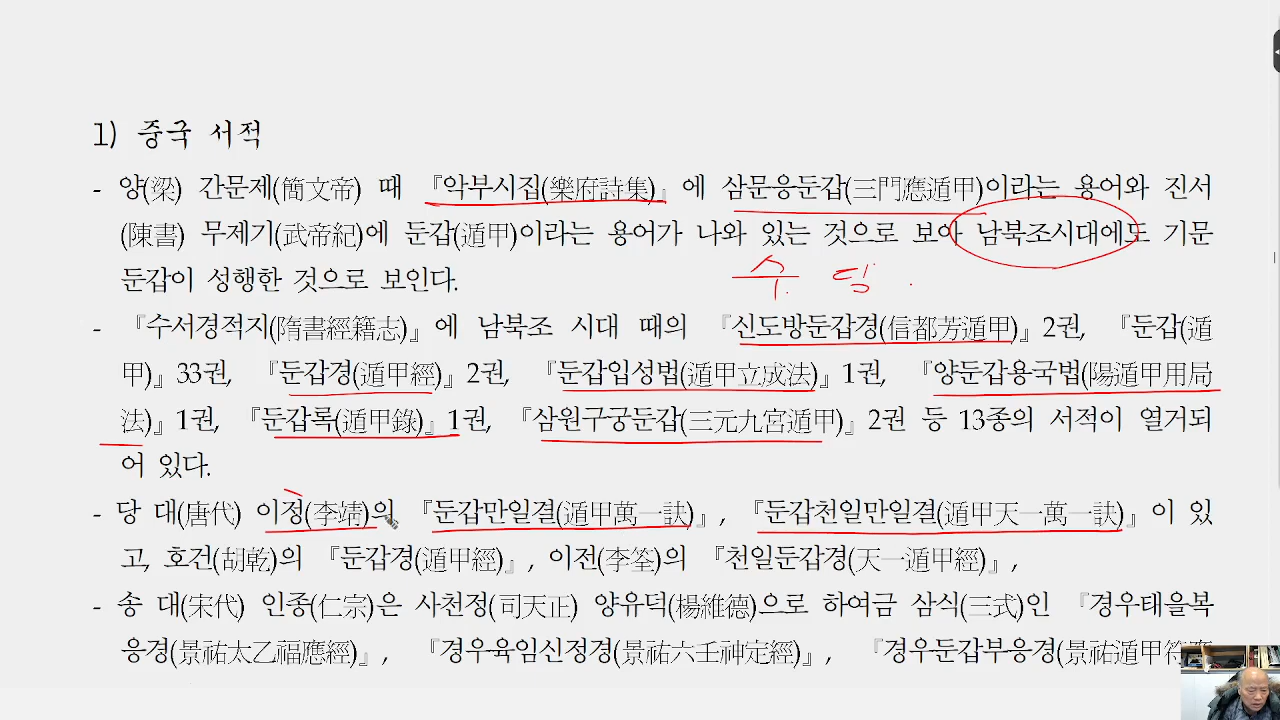 1) 중국 서적
- 양(梁) 간문제(簡文帝) 때 『악부시집(樂府詩集)』에 삼문응둔갑(三門應遁甲)이라는 용어와 진서
(陳書) 무제기(武帝紀)에 둔갑(遁甲)이라는 용어가 나와 있는 것으로 보아 남북조시대에도 기문
둔갑이 성행한 것으로 보인다.
수 당
- 『수서경적지(隋書經籍志)』에 남북조 시대 때의 『신도방둔갑경(信都芳遁甲)』2권, 『둔갑(遁
甲)』33권, 『둔갑경(遁甲經)』2권, 『둔갑입성법(遁甲立成法)』1권, 『양둔갑용국법(陽遁甲用局
法)』1권, 『둔갑록(遁甲錄)』1권, 『삼원구궁둔갑(三元九宮遁甲)』2권 등 13종의 서적이 열거되
어 있다.
- 당 대(唐代) 이정(李靖)의 『둔갑만일결(遁甲萬一訣)』, 『둔갑천일만일결(遁甲天一萬一訣)』이 있
고, 호건(胡乾)의 『둔갑경(遁甲經)』, 이전(李筌)의 『천일둔갑경(天一遁甲經)』,
- 송 대(宋代) 인종(仁宗)은 사천정(司天正) 양유덕(楊維德)으로 하여금 삼식(三式)인 『경우태을복
응경(景祐太乙福應經)』, 『경우육임신정경(景祐六壬神定經)』, 『경우둔갑부응경(景祐遁甲符